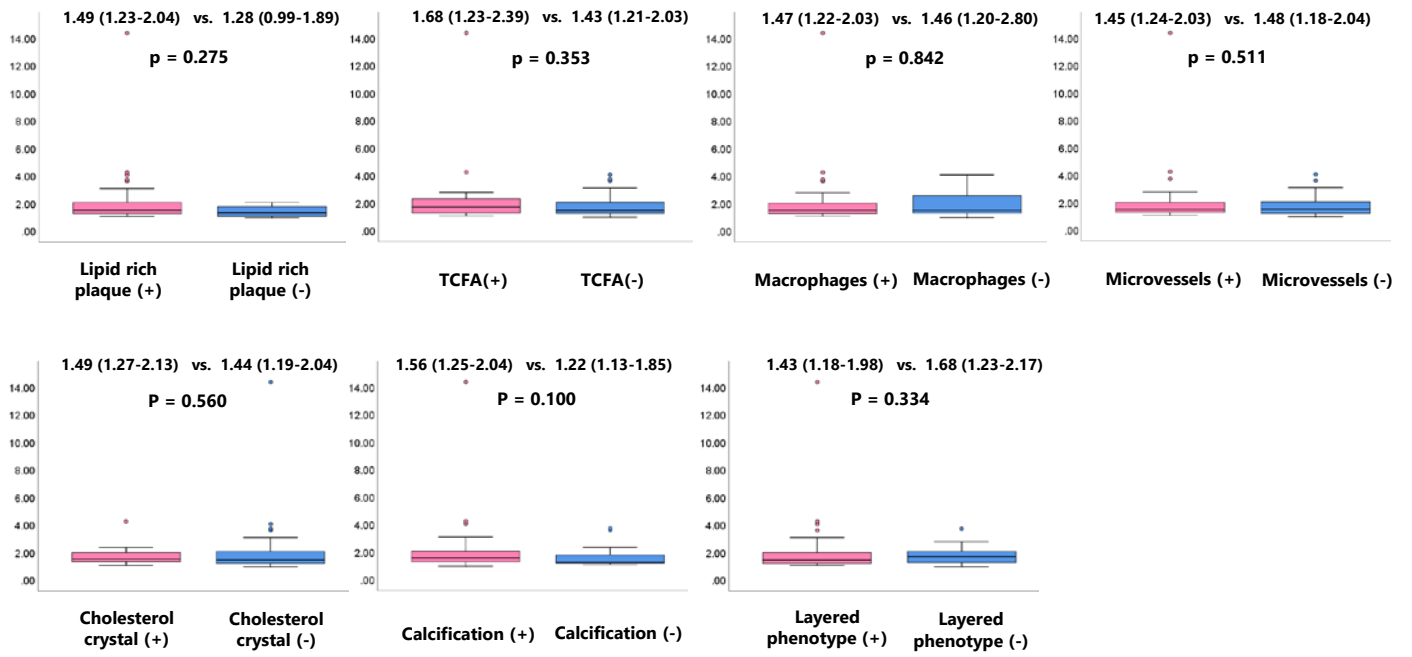 1.49 (1.23-2.04) vs. 1.28 (0.99-1.89)
p = 0.275
14.00
12.00
10.00
8.00
6.00
4.00
2.00
.00
Lipid rich
plaque (+)
Lipid rich
plaque (-)
1.68 (1.23-2.39) vs. 1.43 (1.21-2.03)
p = 0.353
14.00
12.00
10.00
8.00
6.00
4.00
2.00
.00
TCFA(+)
TCFA(-)
1.47 (1.22-2.03) vs. 1.46 (1.20-2.80)
p = 0.842
14.00
12.00
10.00
8.00
6.00
4.00
2.00
.00
Macrophages (+)
Macrophages (-)
1.45 (1.24-2.03) vs. 1.48 (1.18-2.04)
p = 0.511
14.00
12.00
10.00
8.00
6.00
4.00
2.00
.00
Microvessels (+)
Microvessels (-)
1.49 (1.27-2.13) vs. 1.44 (1.19-2.04)
P = 0.560
14.00
12.00
10.00
8.00
6.00
4.00
2.00
.00
Cholesterol
crystal (+)
Cholesterol
crystal (-)
1.56 (1.25-2.04) vs. 1.22 (1.13-1.85)
P = 0.100
14.00
12.00
10.00
8.00
6.00
4.00
2.00
.00
Calcification (+)
Calcification (-)
1.43 (1.18-1.98) vs. 1.68 (1.23-2.17)
P = 0.334
14.00
12.00
10.00
8.00
6.00
4.00
2.00
.00
Layered
phenotype (+)
Layered
phenotype (-)